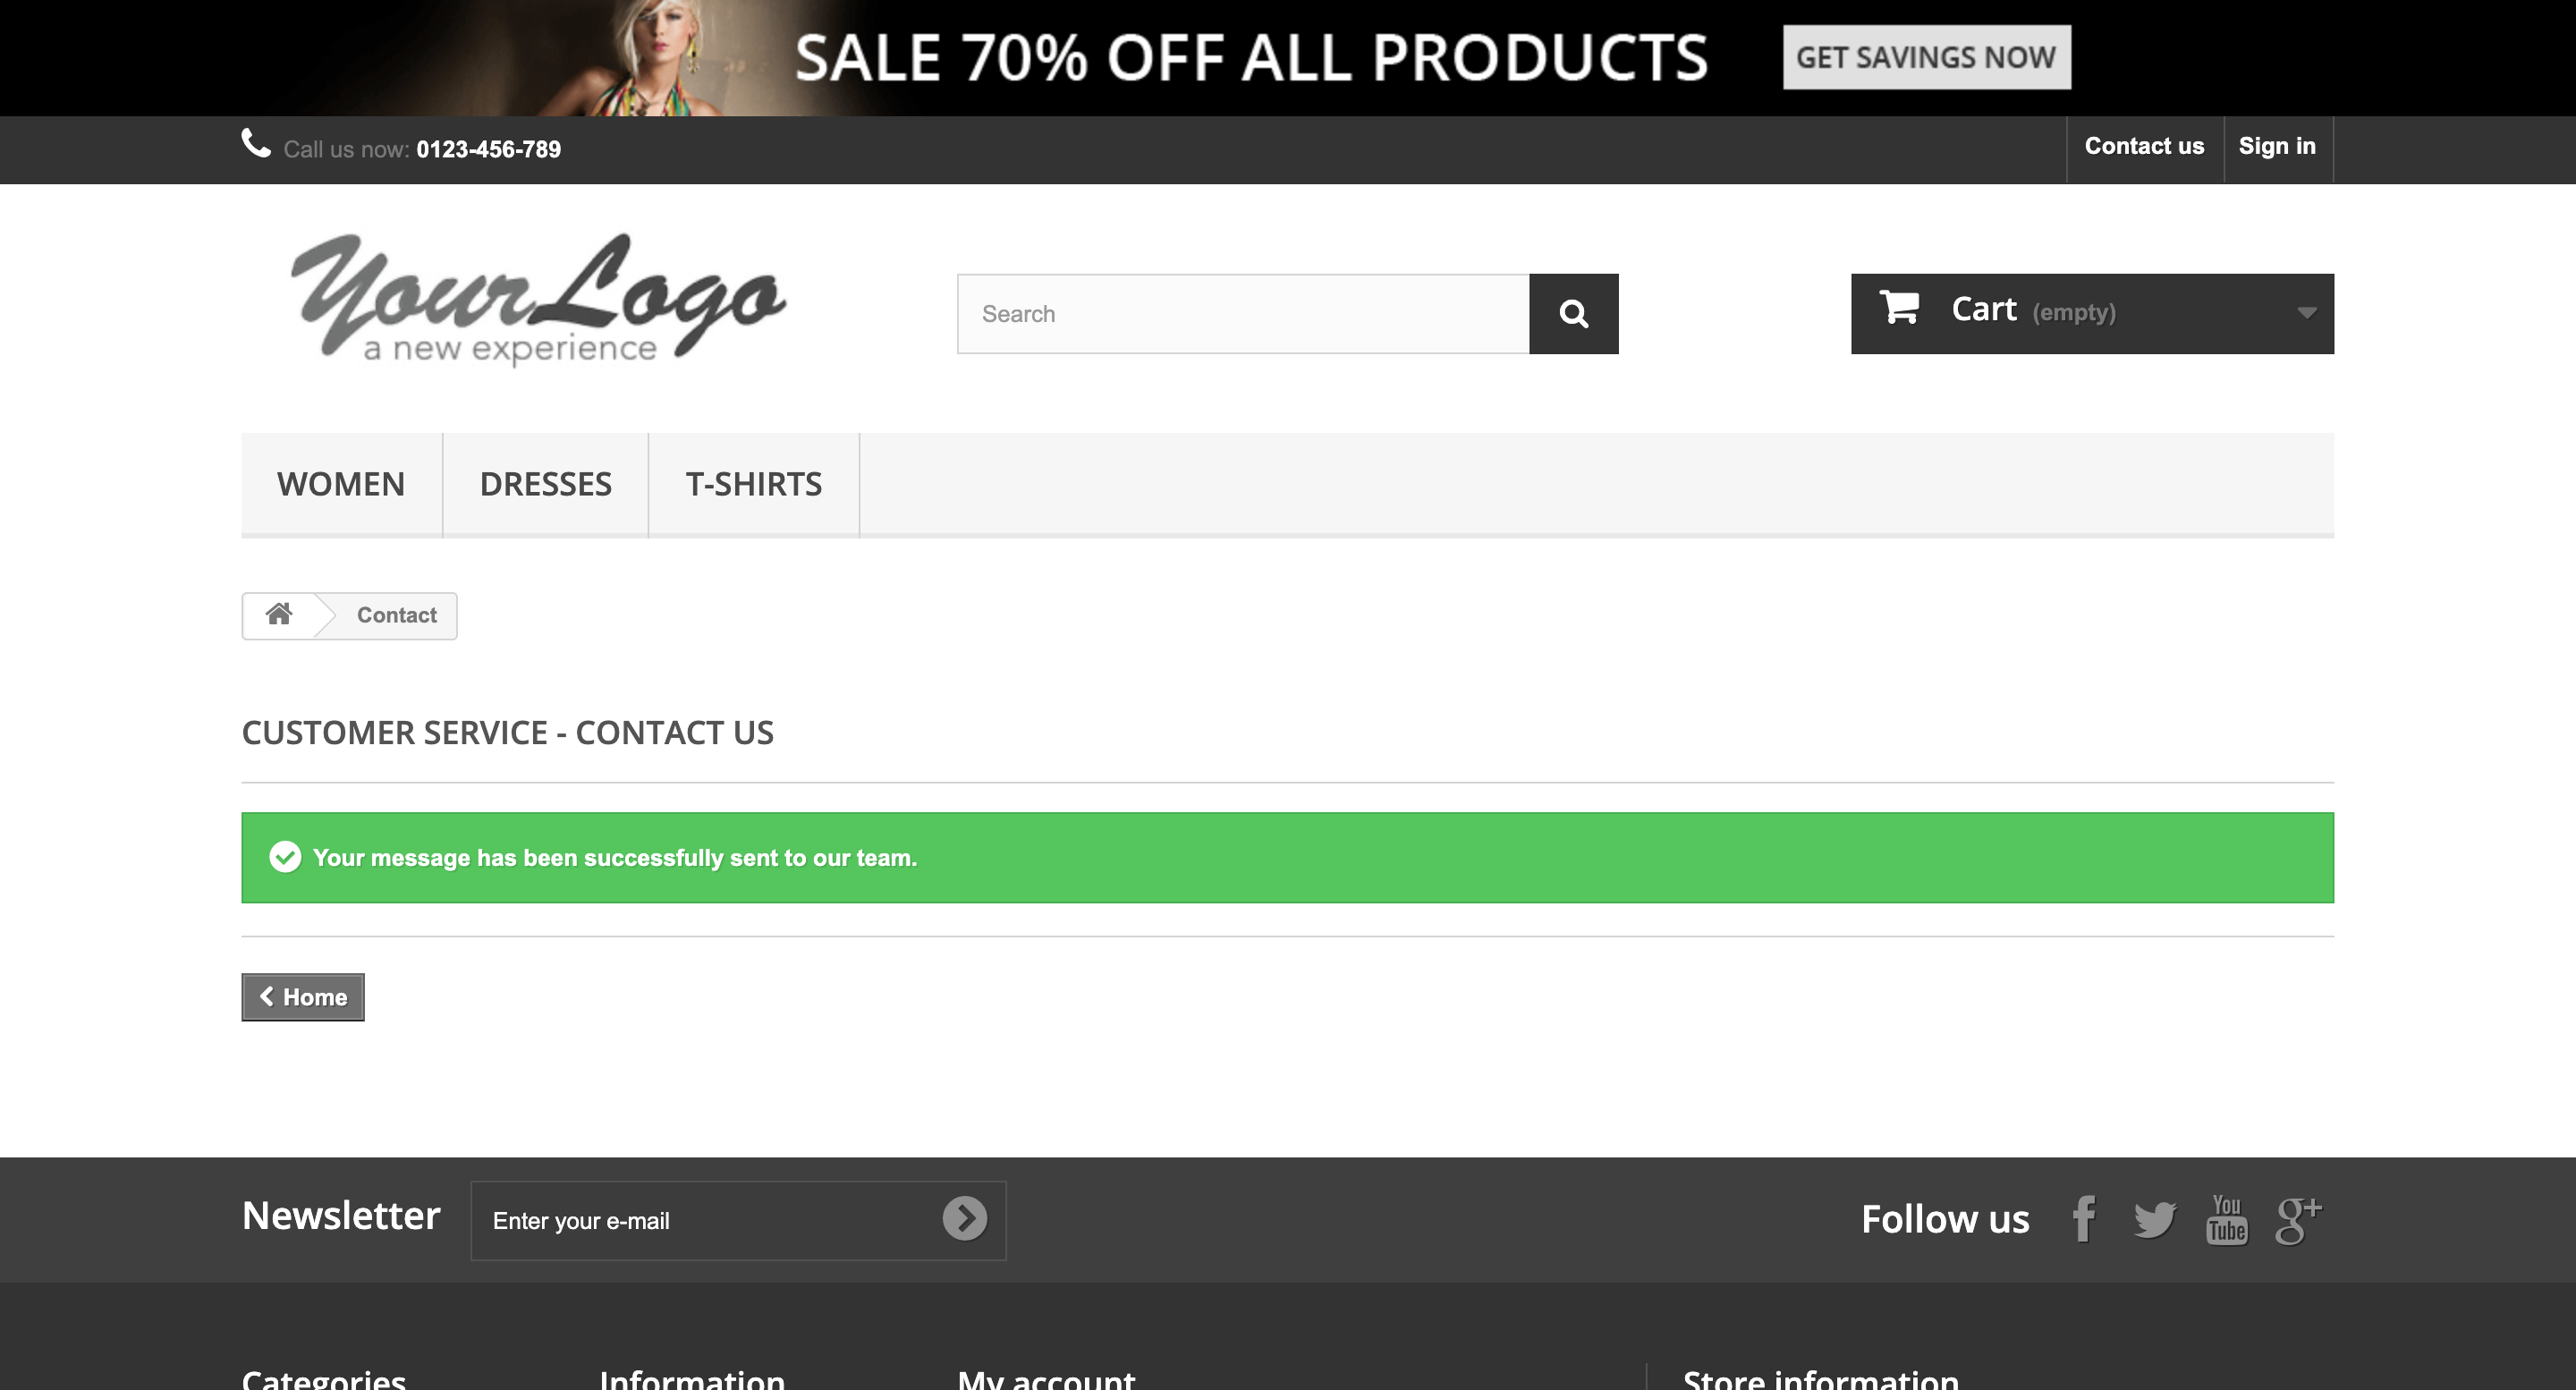 SALE 70% OFF ALL PRODUCTS
GET SAVINGS NOW
Call us now: 0123-456-789
Contact us
Sign in
YourLogo
a new experience
Search
Cart (empty)
WOMEN
DRESSES
T-SHIRTS
Contact
CUSTOMER SERVICE - CONTACT US
Your message has been successfully sent to our team.
Home
Newsletter
Enter your e-mail
Follow us
You
Tube
g+
Categories
Information
My account
Store information